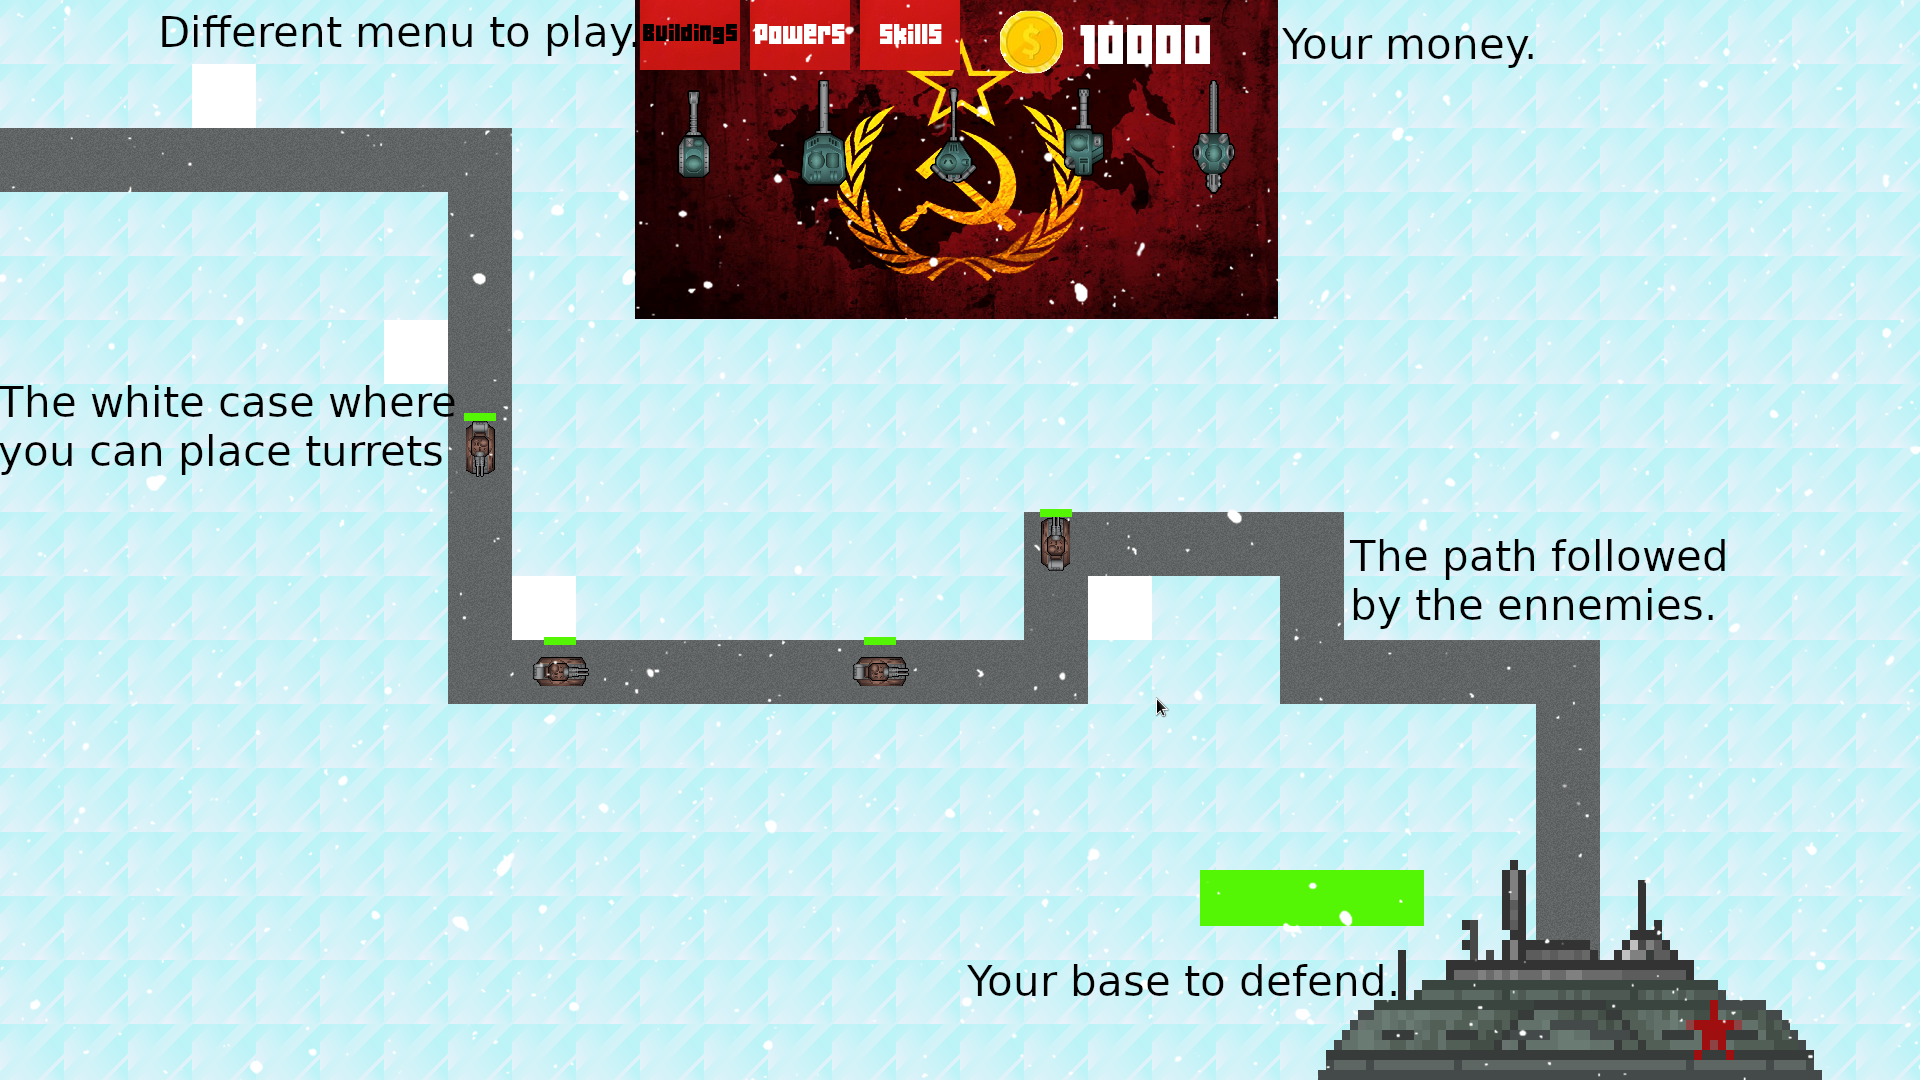 Different menu to play.
Buildings
Powers
Skills
10000
Your money.
The white case where
you can place turrets
The path followed
by the ennemies.
Your base to defend.